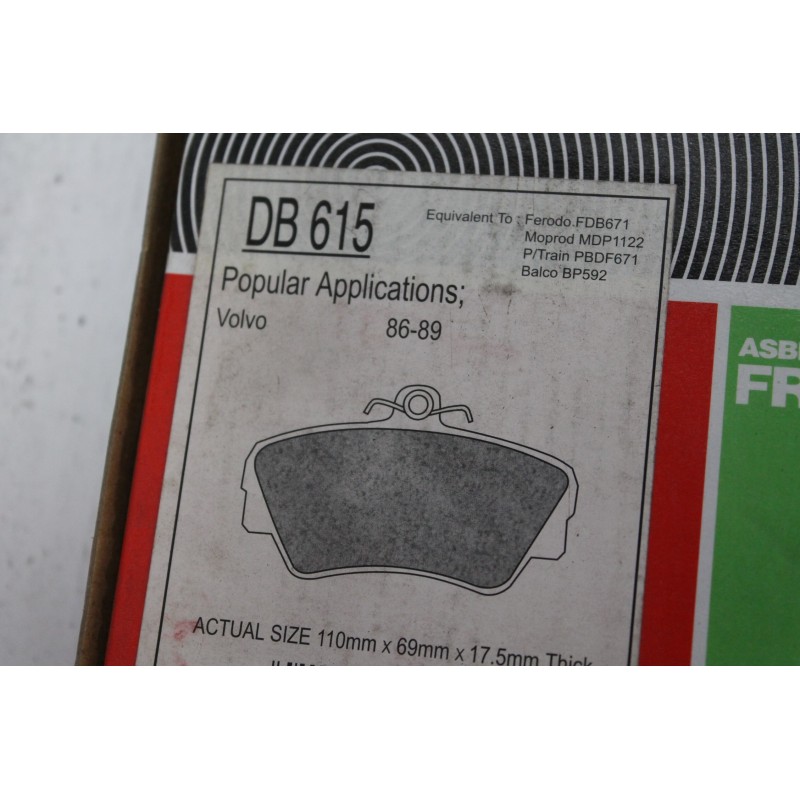 DB 615
Equivalent To : Ferodo.FDB671
Moprod MDP1122
P/Train PBDF671
Balco BP592
Popular Applications;
Volvo 86-89
ACTUAL SIZE 110mm x 69mm x 17.5mm Thick